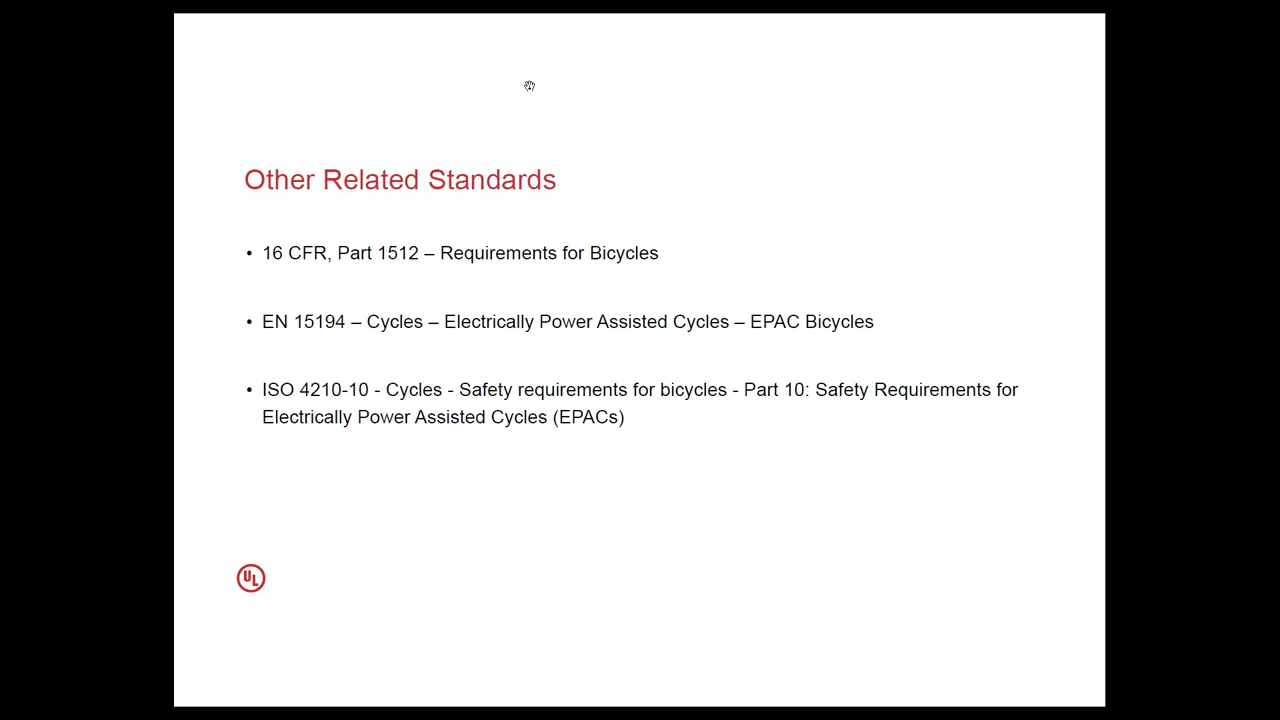 Other Related Standards
• 16 CFR, Part 1512 – Requirements for Bicycles
• EN 15194 – Cycles – Electrically Power Assisted Cycles – EPAC Bicycles
• ISO 4210-10 - Cycles - Safety requirements for bicycles - Part 10: Safety Requirements for
Electrically Power Assisted Cycles (EPACs)
UL